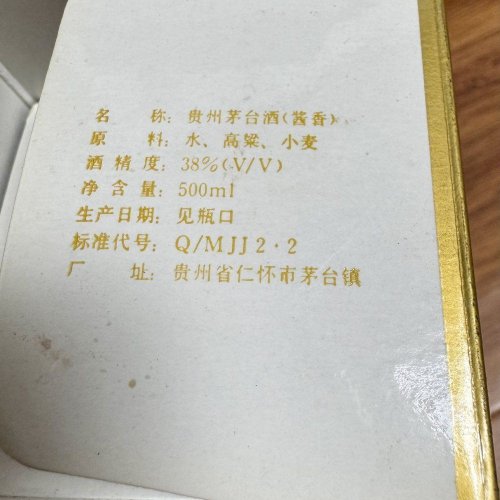 名 称: 贵州茅台酒(酱香)
原 料: 水、高粱、小麦
酒精度: 38%(V/V)
净含量: 500ml
生产日期: 见瓶口
标准代号: Q/MJJ 2·2
厂 址: 贵州省仁怀市茅台镇